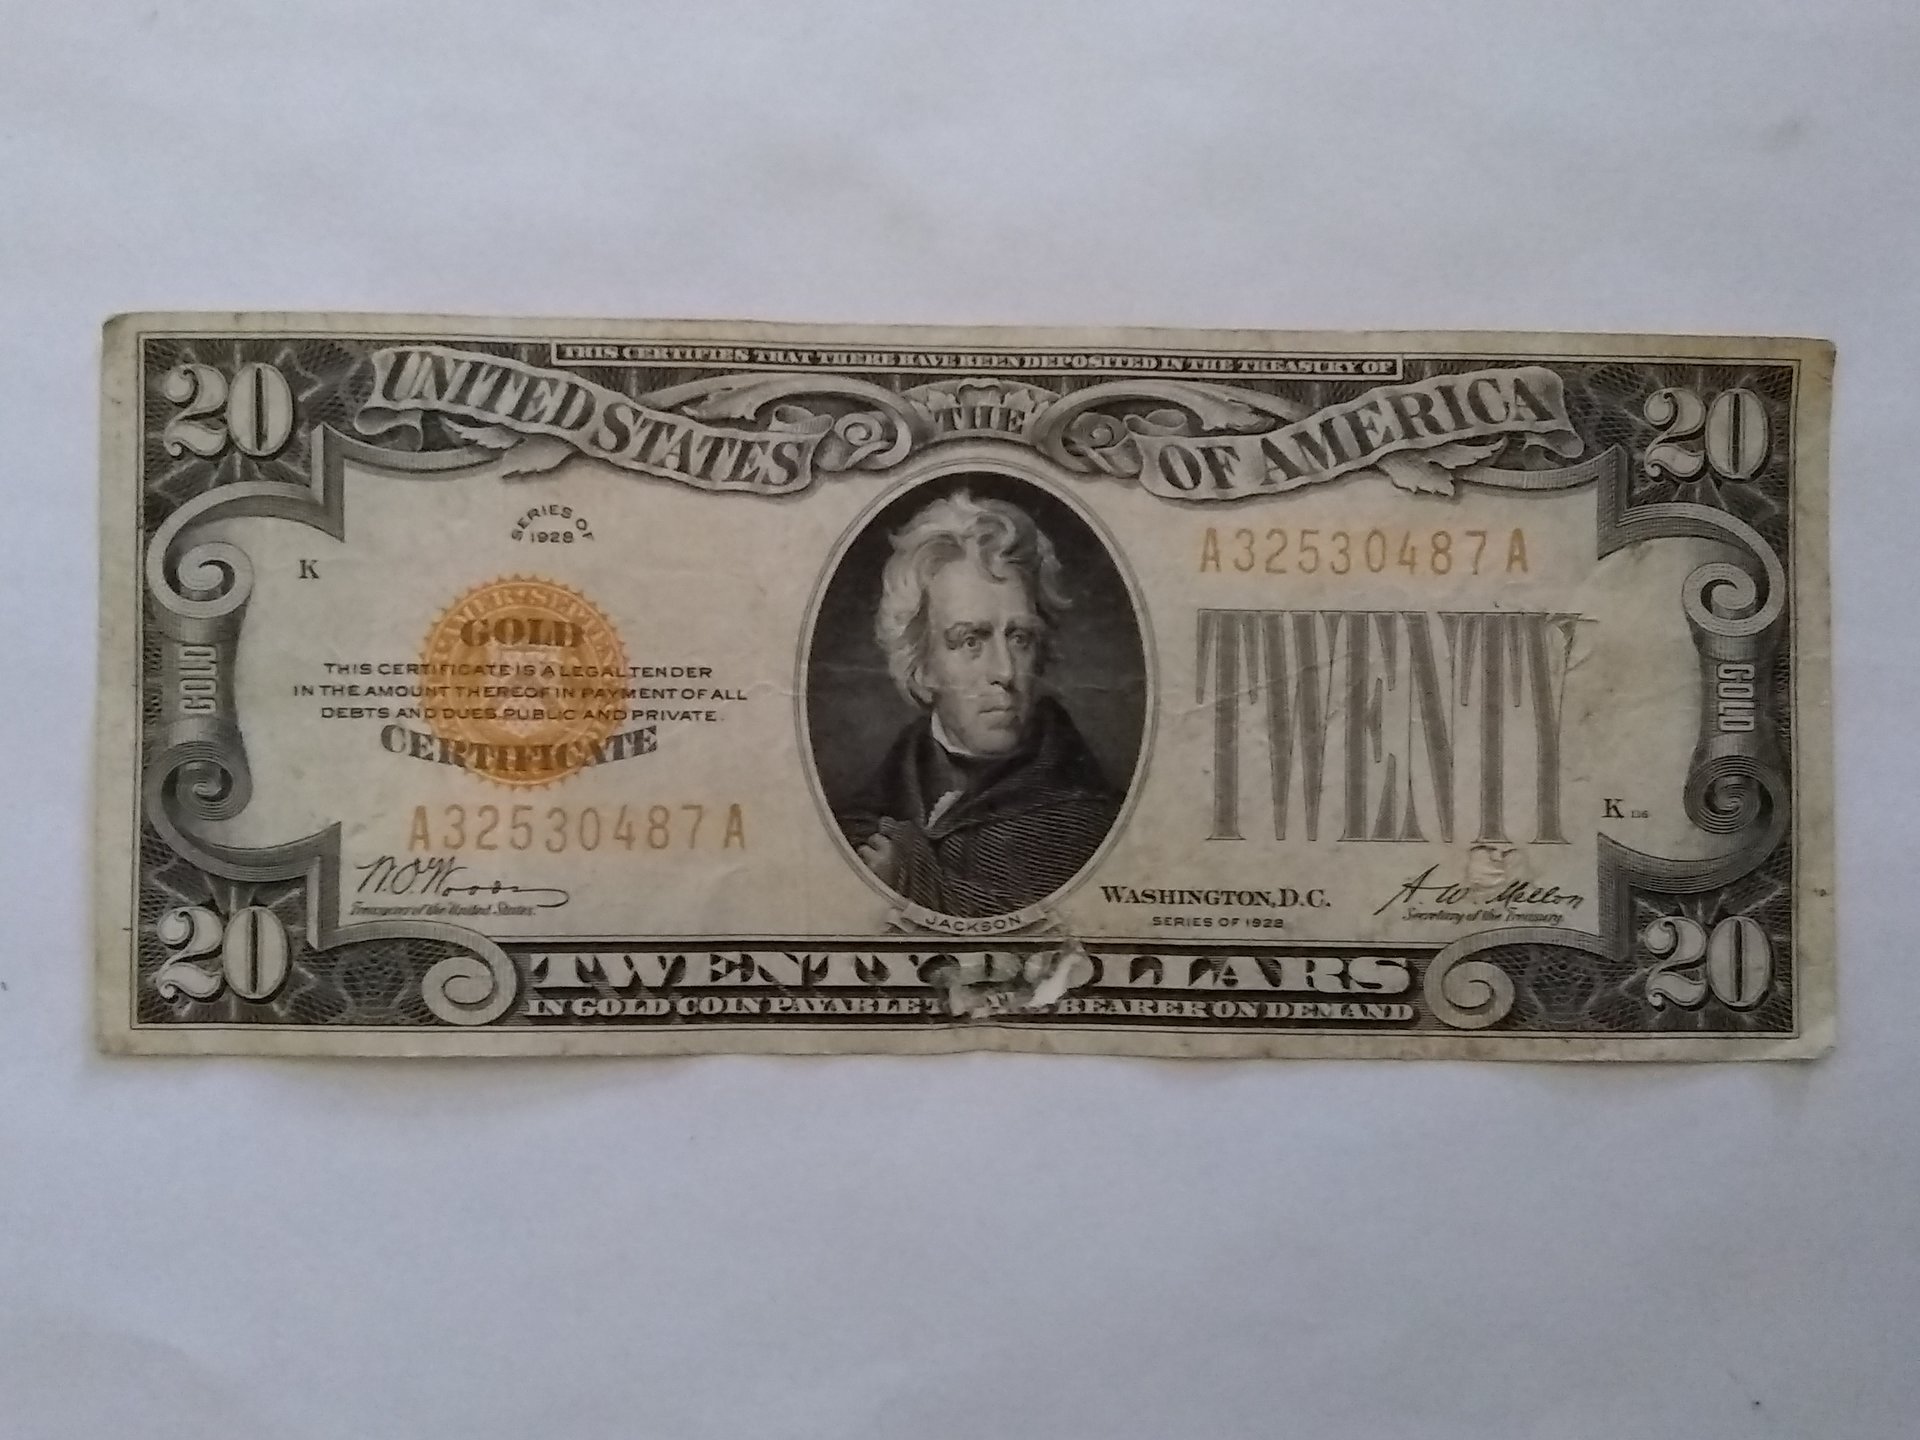 THIS CERTIFIES THAT THERE HAVE BEEN DEPOSITED IN THE TREASURY OF
20 UNITED STATES THE OF AMERICA 20
SERIES OF
1928
A32530487A
K
GOLD
TWENTY
THIS CERTIFICATE IS A LEGAL TENDER
IN THE AMOUNT THEREOF IN PAYMENT OF ALL
DEBTS AND DUES PUBLIC AND PRIVATE.
CERTIFICATE
GOLD
GOLD
A32530487A
K 116
W. O. Woods
Treasurer of the United States.
JACKSON
WASHINGTON, D.C.
SERIES OF 1928
A. W. Mellon
Secretary of the Treasury.
20 TWENTY DOLLARS 20
IN GOLD COIN PAYABLE TO THE BEARER ON DEMAND